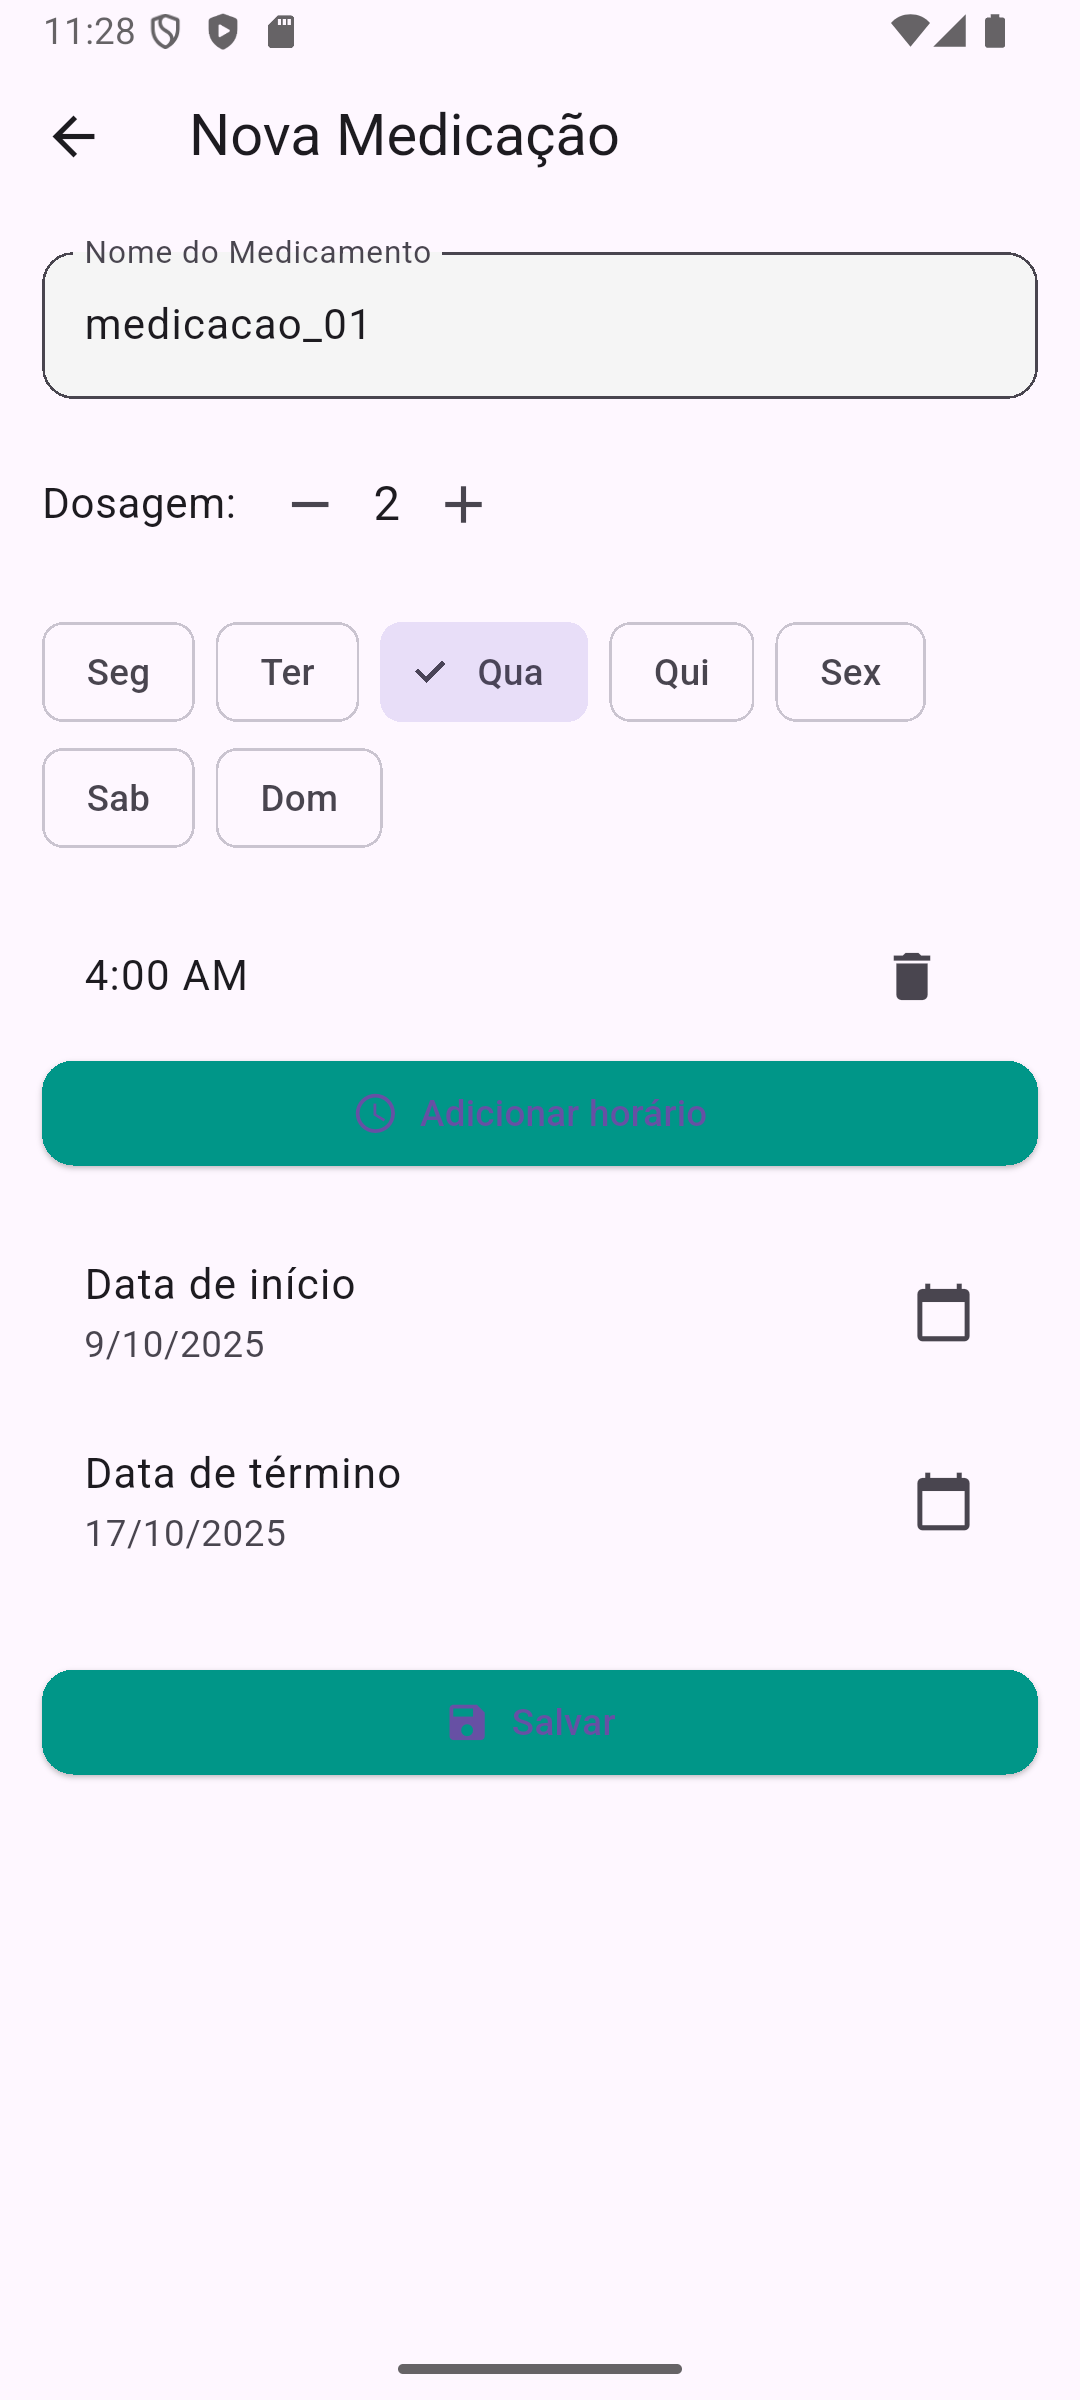 11:28
Nova Medicação
Nome do Medicamento
medicacao_01
Dosagem: 2
Seg Ter Qua Qui Sex
Sab Dom
4:00 AM
Adicionar horário
Data de início
9/10/2025
Data de término
17/10/2025
Salvar